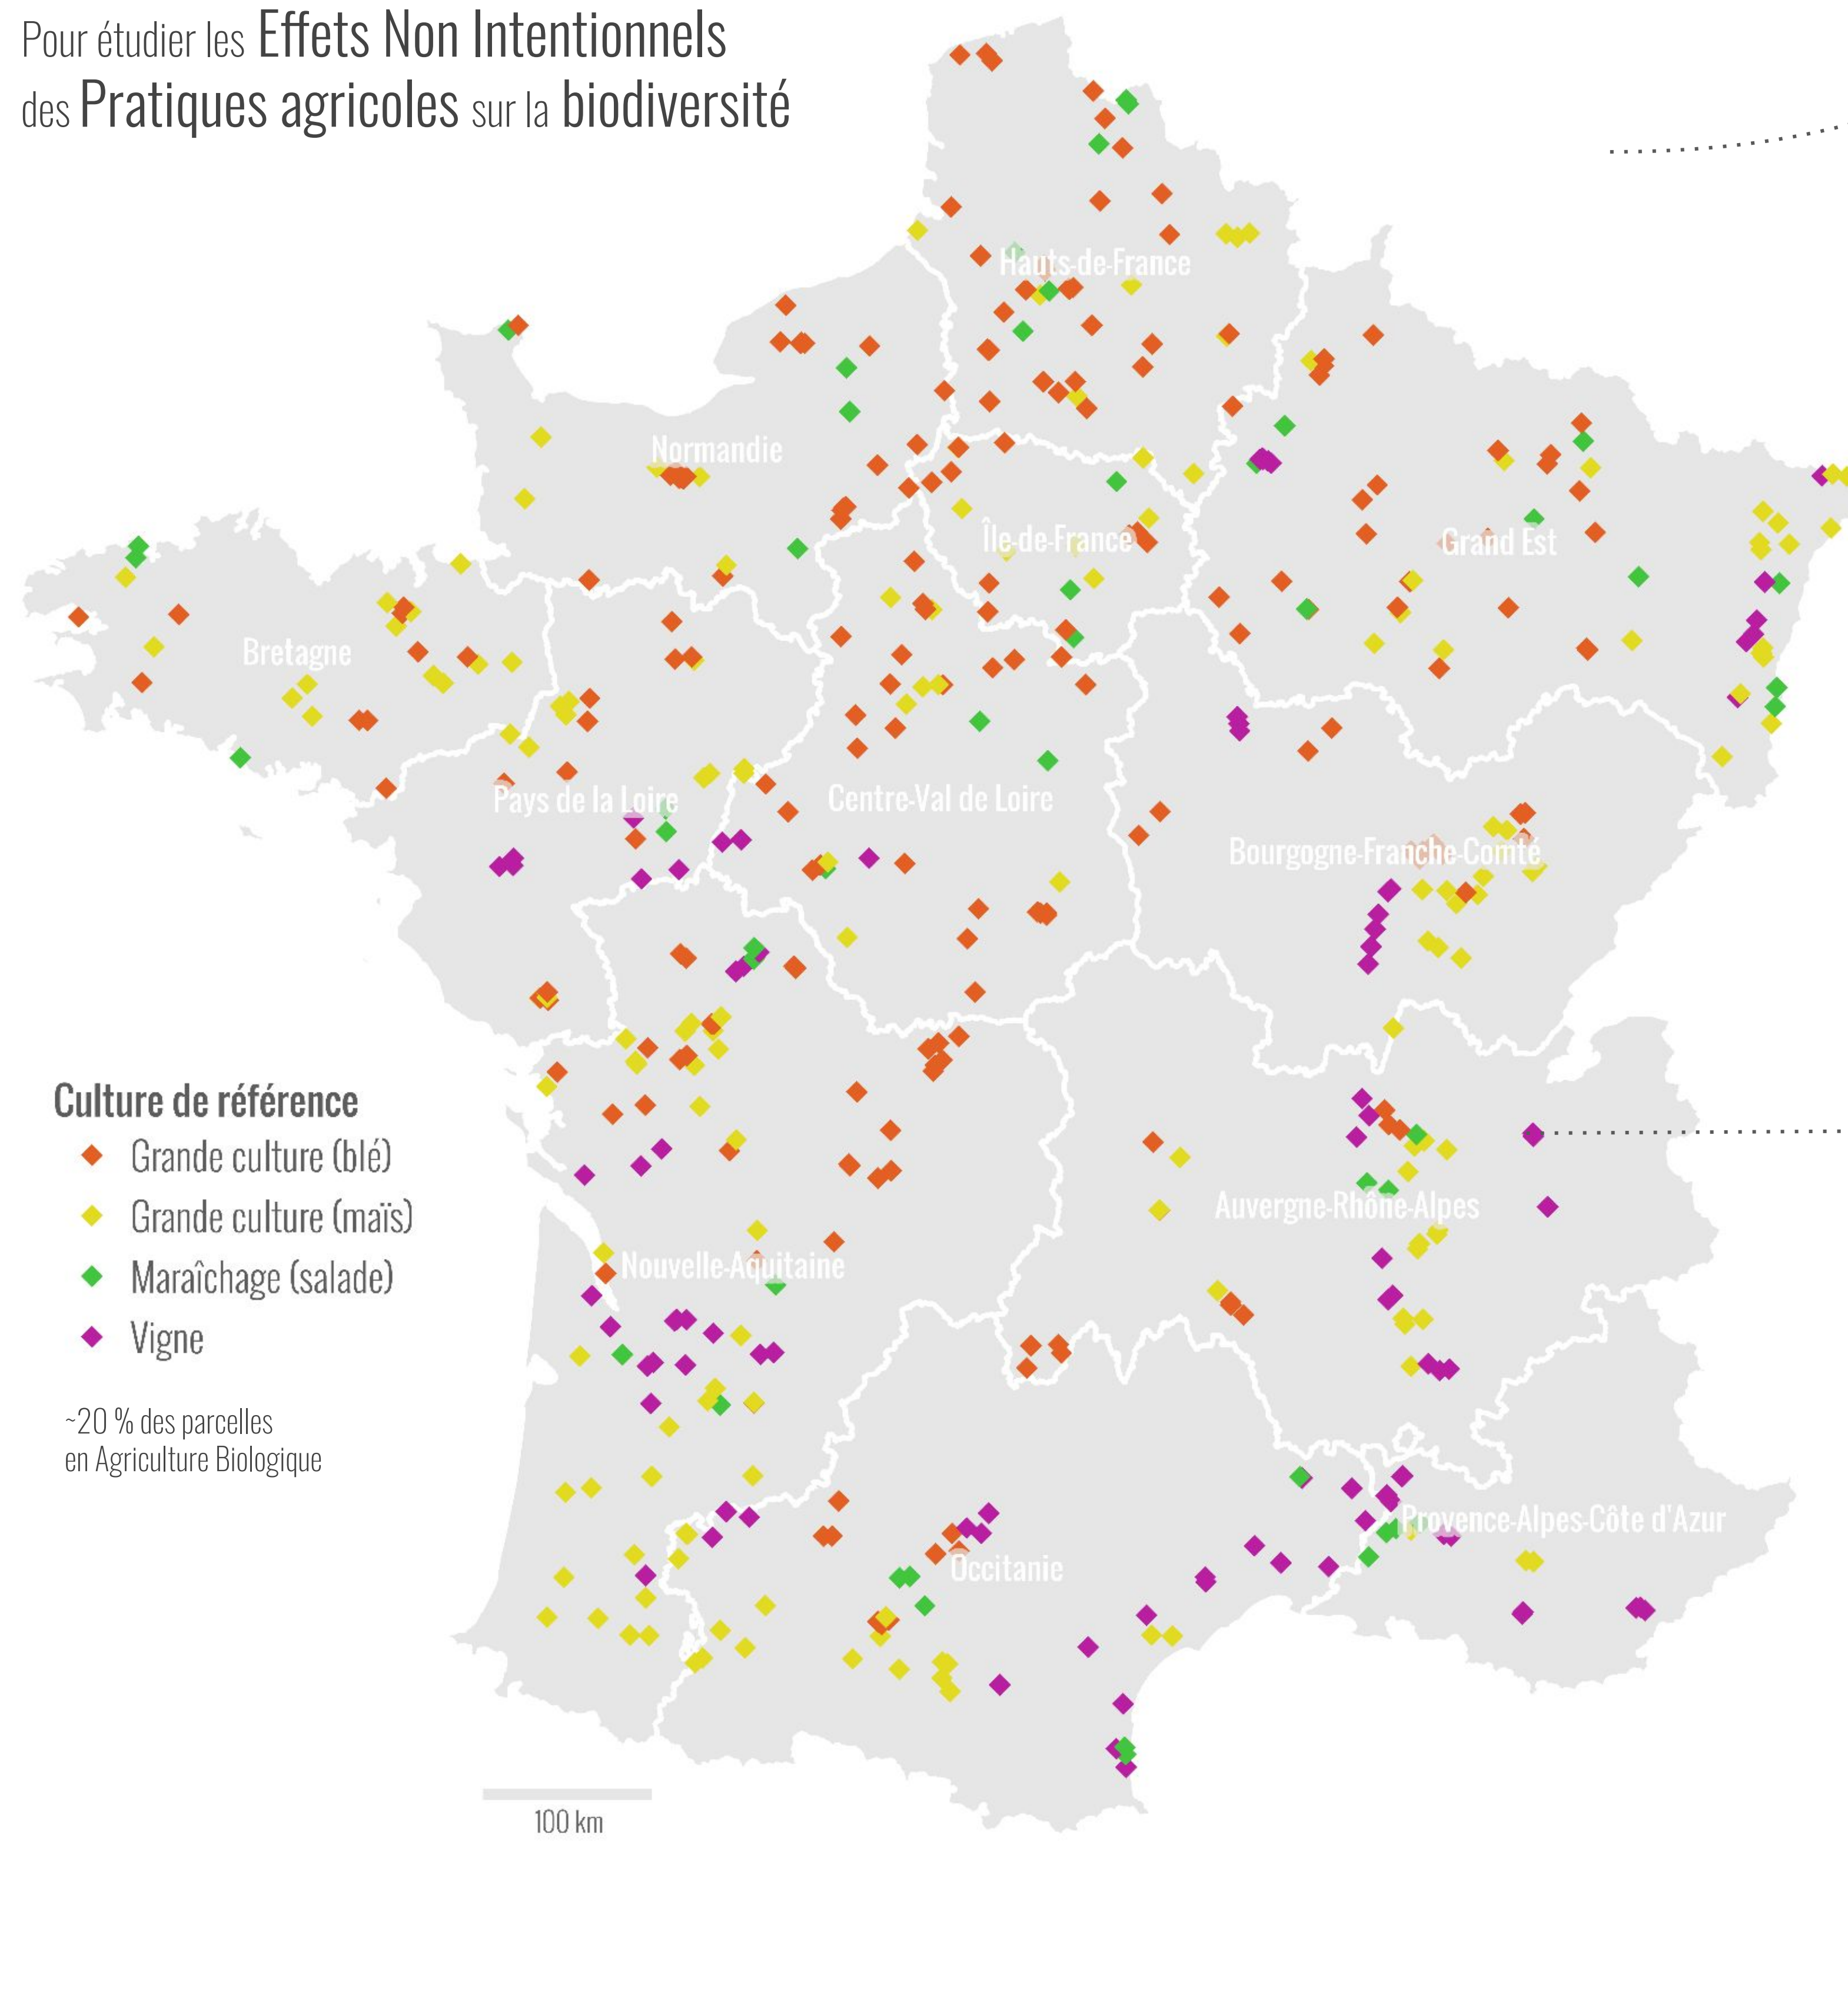 Pour étudier les Effets Non Intentionnels
des Pratiques agricoles sur la biodiversité
Hauts-de-France
Normandie
Île-de-France
Grand Est
Bretagne
Pays de la Loire
Centre-Val de Loire
Bourgogne-Franche-Comté
Culture de référence
Grande culture (blé)
Grande culture (maïs)
Maraîchage (salade)
Vigne
~20 % des parcelles
en Agriculture Biologique
Auvergne-Rhône-Alpes
Nouvelle-Aquitaine
Provence-Alpes-Côte d'Azur
Occitanie
100 km